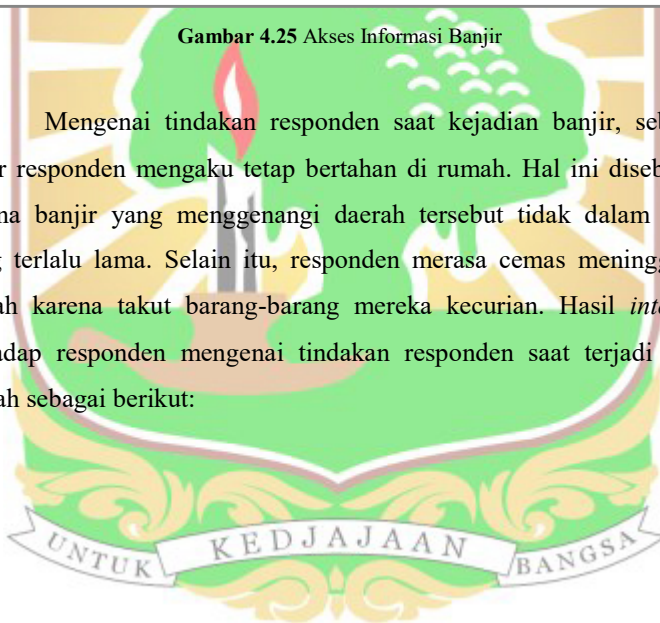 Gambar 4.25 Akses Informasi Banjir
Mengenai tindakan responden saat kejadian banjir,
responden mengaku tetap bertahan di rumah. Hal ini
banjir yang menggenangi daerah tersebut tidak dalam
terlalu lama. Selain itu, responden merasa cemas
karena takut barang-barang mereka kecurian. Hasil
responden mengenai tindakan responden saat terjadi
sebagai berikut:
UNTUK KEDJAJAAN BANGSA